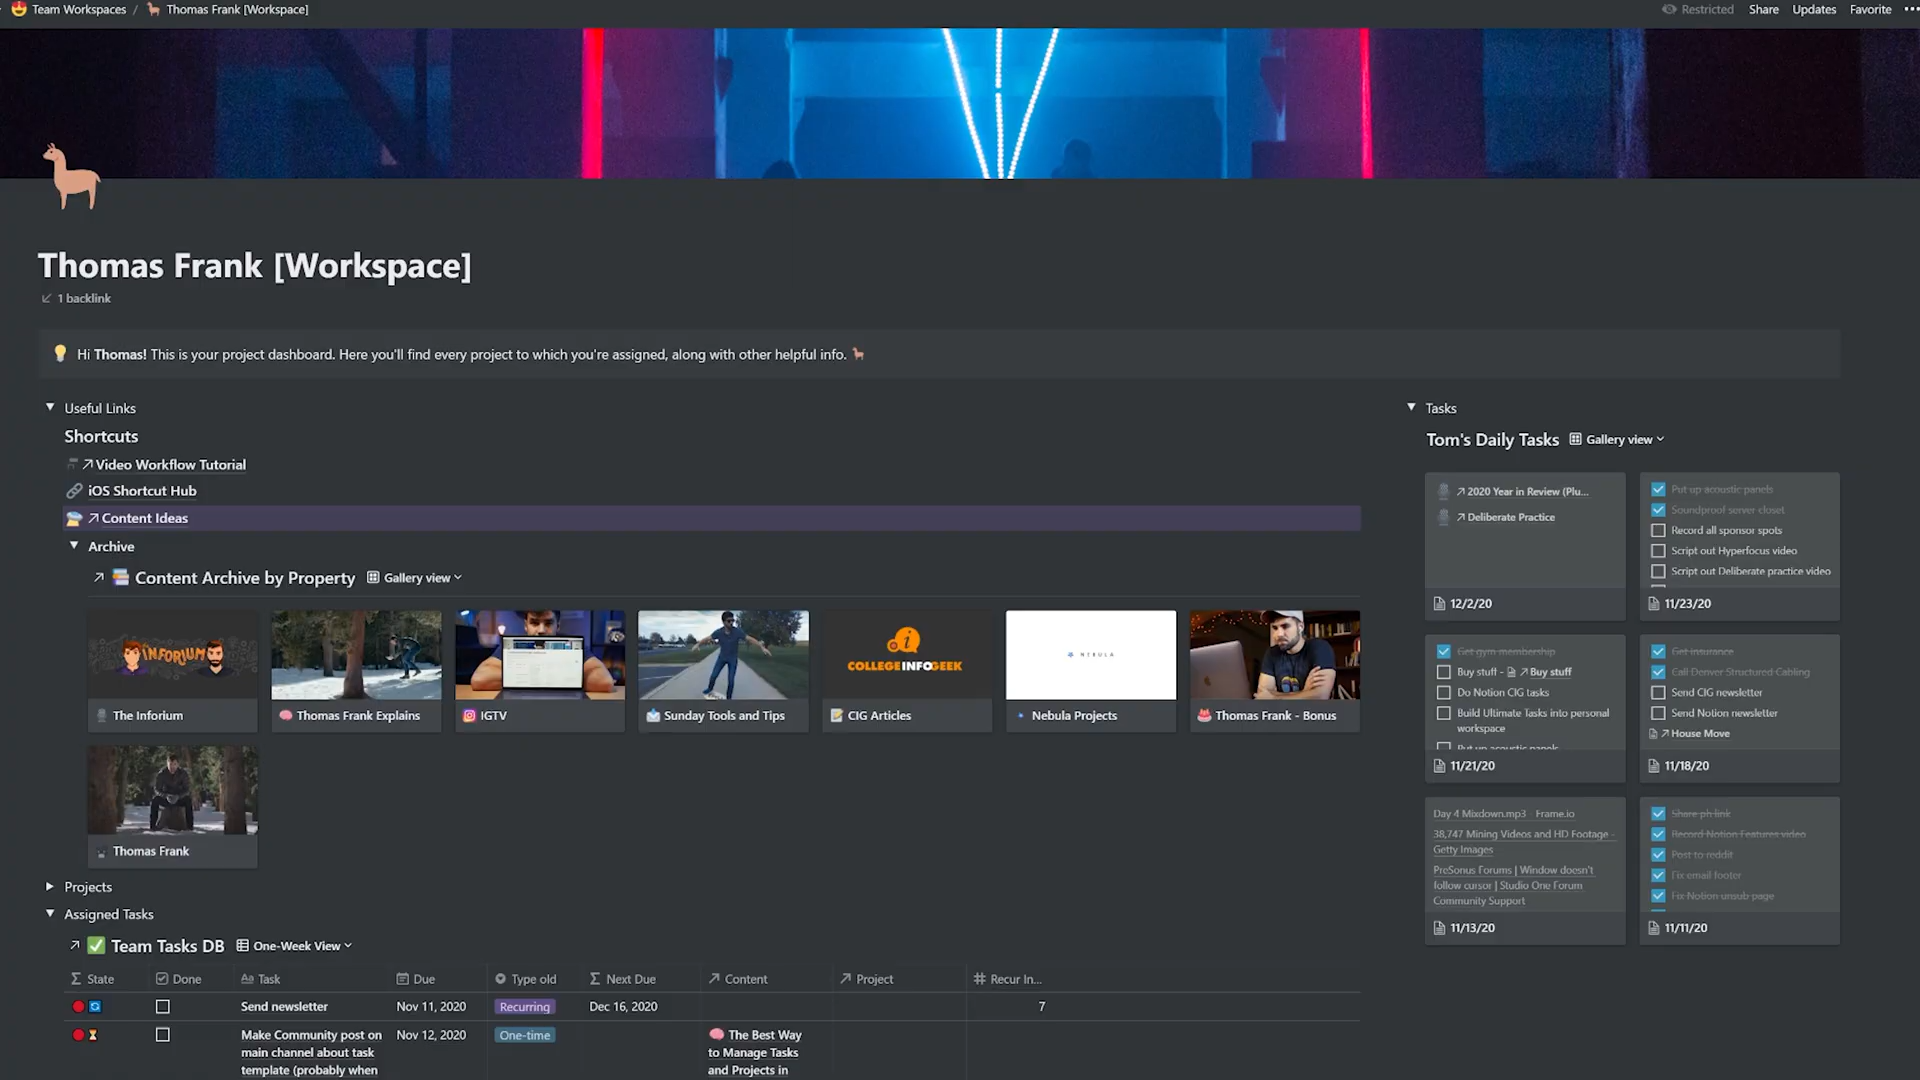 Team Workspaces / Thomas Frank [Workspace]
Restricted Share Updates Favorite
Thomas Frank [Workspace]
1 backlink
Hi Thomas! This is your project dashboard. Here you'll find every project to which you're assigned, along with other helpful info.
Useful Links
Shortcuts
Video Workflow Tutorial
iOS Shortcut Hub
Content Ideas
Archive
Content Archive by Property Gallery view
INFORIUM
COLLEGE INFO GEEK
NEBULA
The Inforium
Thomas Frank Explains
IGTV
Sunday Tools and Tips
CIG Articles
Nebula Projects
Thomas Frank - Bonus
Thomas Frank
Projects
Assigned Tasks
Team Tasks DB One-Week View
State Done Task Due Type old Next Due Content Project Recur In...
Send newsletter Nov 11, 2020 Recurring Dec 16, 2020 7
Make Community post on Nov 12, 2020 One-time The Best Way
main channel about task to Manage Tasks
template (probably when and Projects in
Tasks
Tom's Daily Tasks Gallery view
2020 Year in Review (Plu...
Deliberate Practice
12/2/20
Put up acoustic panels
Soundproof server closet
Record all sponsor spots
Script out Hyperfocus video
Script out Deliberate practice video
11/23/20
Get gym membership
Buy stuff - Buy stuff
Do Notion CIG tasks
Build Ultimate Tasks into personal
workspace
Put up acoustic panels
11/21/20
Get insurance
Call Denver Structured Cabling
Send CIG newsletter
Send Notion newsletter
House Move
11/18/20
Day 4 Mixdown.mp3 Frame.io
38,747 Mining Videos and HD Footage -
Getty Images
PreSonus Forums | Window doesn't
follow cursor | Studio One Forum
Community Support
11/13/20
Share ph link
Record Notion Features video
Post to reddit
Fix email footer
Fix Notion unsub page
11/11/20